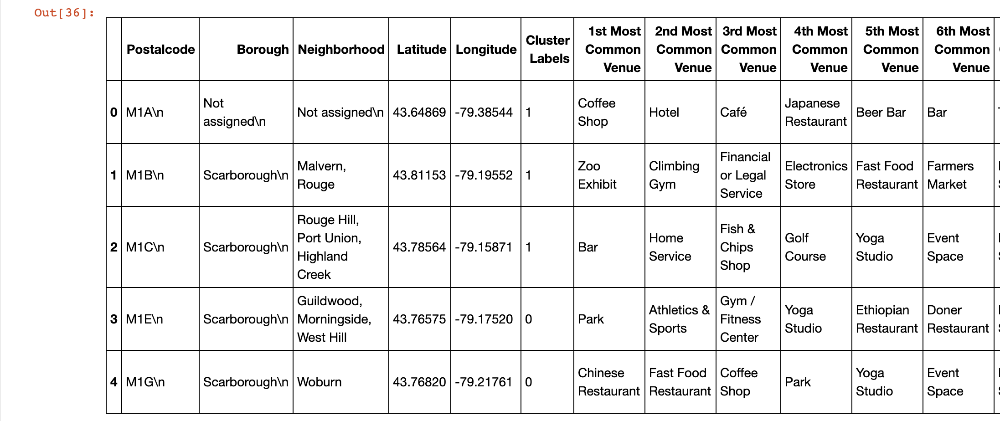 Out[36]:
Postalcode Borough Neighborhood Latitude Longitude Cluster Labels 1st Most Common Venue 2nd Most Common Venue 3rd Most Common Venue 4th Most Common Venue 5th Most Common Venue 6th Most Common Venue
0 M1A\n Not assigned\n Not assigned\n 43.64869 -79.38544 1 Coffee Shop Hotel Café Japanese Restaurant Beer Bar Bar
1 M1B\n Scarborough\n Malvern, Rouge 43.81153 -79.19552 1 Zoo Exhibit Climbing Gym Financial or Legal Service Electronics Store Fast Food Restaurant Farmers Market
2 M1C\n Scarborough\n Rouge Hill, Port Union, Highland Creek 43.78564 -79.15871 1 Bar Home Service Fish & Chips Shop Golf Course Yoga Studio Event Space
3 M1E\n Scarborough\n Guildwood, Morningside, West Hill 43.76575 -79.17520 0 Park Athletics & Sports Gym / Fitness Center Yoga Studio Ethiopian Restaurant Doner Restaurant
4 M1G\n Scarborough\n Woburn 43.76820 -79.21761 0 Chinese Restaurant Fast Food Restaurant Coffee Shop Park Yoga Studio Event Space